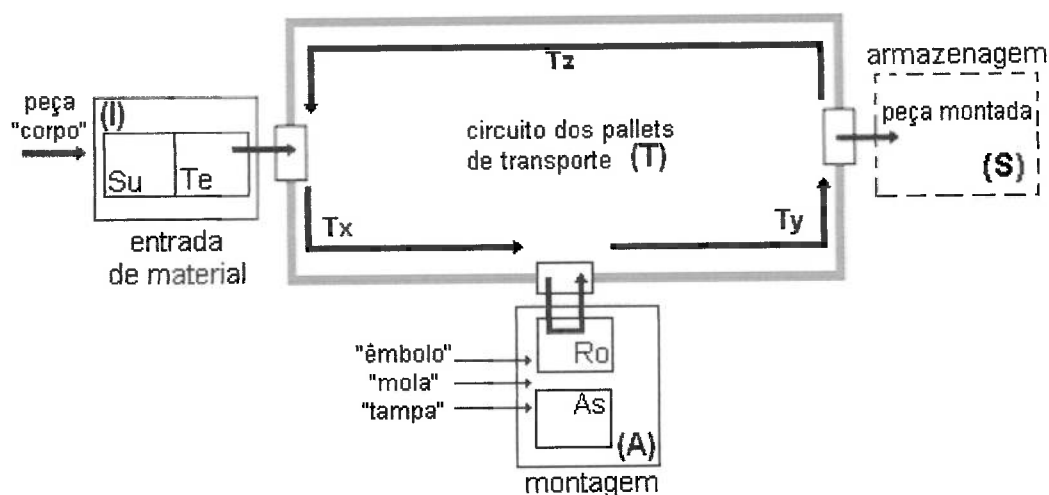 Tz
armazenagem
peça
"corpo"
(I)
Su
Te
circuito dos pallets
de transporte (T)
peça montada
(S)
Tx
Ty
entrada
de material
"êmbolo"
"mola"
"tampa"
Ro
As
(A)
montagem